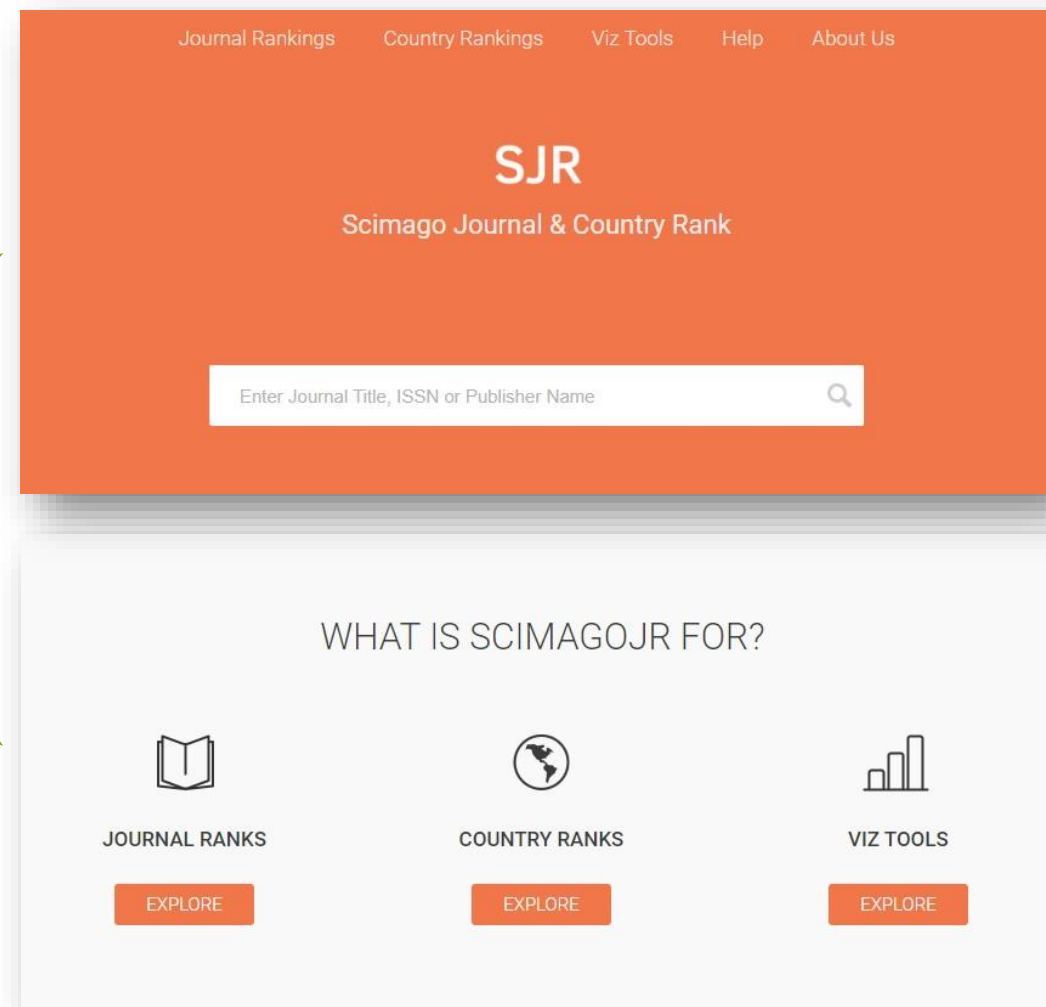 Journal Rankings Country Rankings Viz Tools Help About Us
SJR
Scimago Journal & Country Rank
Enter Journal Title, ISSN or Publisher Name
WHAT IS SCIMAGOJR FOR?
JOURNAL RANKS COUNTRY RANKS VIZ TOOLS
EXPLORE EXPLORE EXPLORE